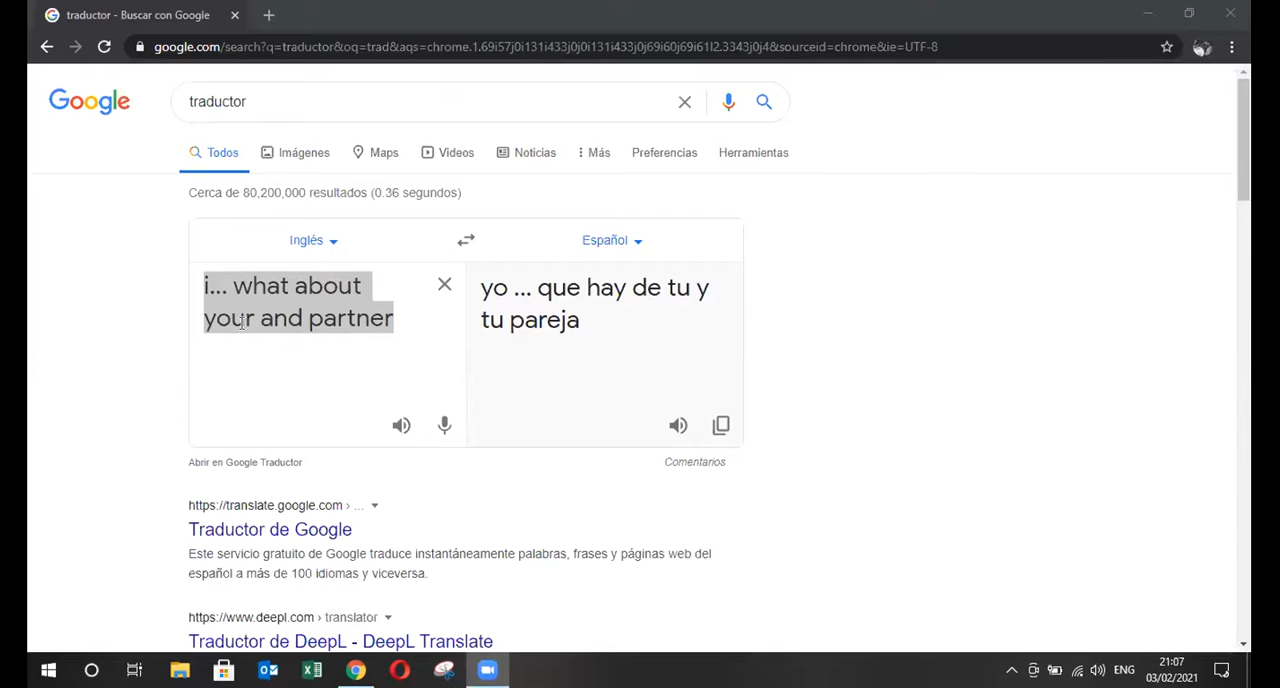 traductor - Buscar con Google
google.com/search?q=traductor&oq=trad&aqs=chrome.1.69i57j0i131i433j0j0i131i433j69i60j69i61l2.3343j0j4&sourceid=chrome&ie=UTF-8
Google
traductor
Todos Imágenes Maps Videos Noticias Más Preferencias Herramientas
Cerca de 80,200,000 resultados (0.36 segundos)
Inglés Español
i... what about
your and partner
yo ... que hay de tu y
tu pareja
Abrir en Google Traductor Comentarios
https://translate.google.com › ...
Traductor de Google
Este servicio gratuito de Google traduce instantáneamente palabras, frases y páginas web del
español a más de 100 idiomas y viceversa.
https://www.deepl.com › translator
Traductor de DeepL - DeepL Translate
ENG
21:07
03/02/2021